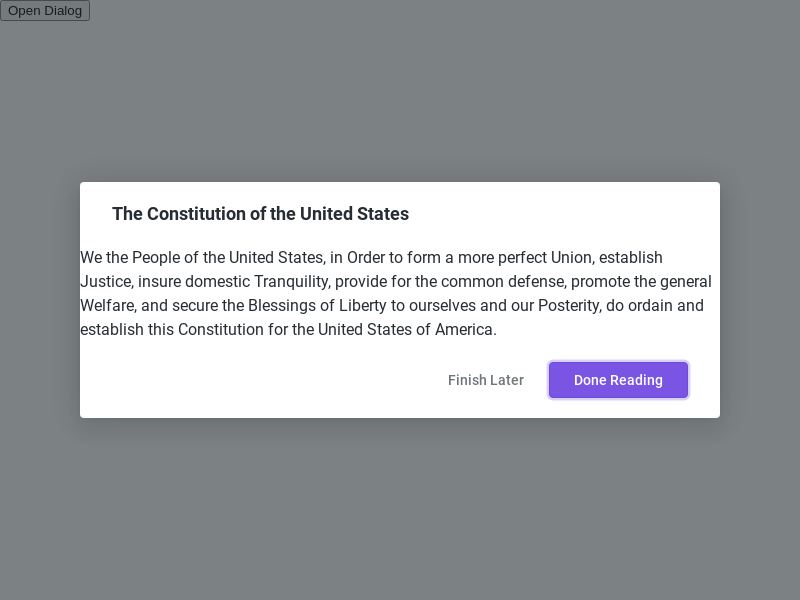 Open Dialog
The Constitution of the United States
We the People of the United States, in Order to form a more perfect Union, establish
Justice, insure domestic Tranquility, provide for the common defense, promote the general
Welfare, and secure the Blessings of Liberty to ourselves and our Posterity, do ordain and
establish this Constitution for the United States of America.
Finish Later
Done Reading